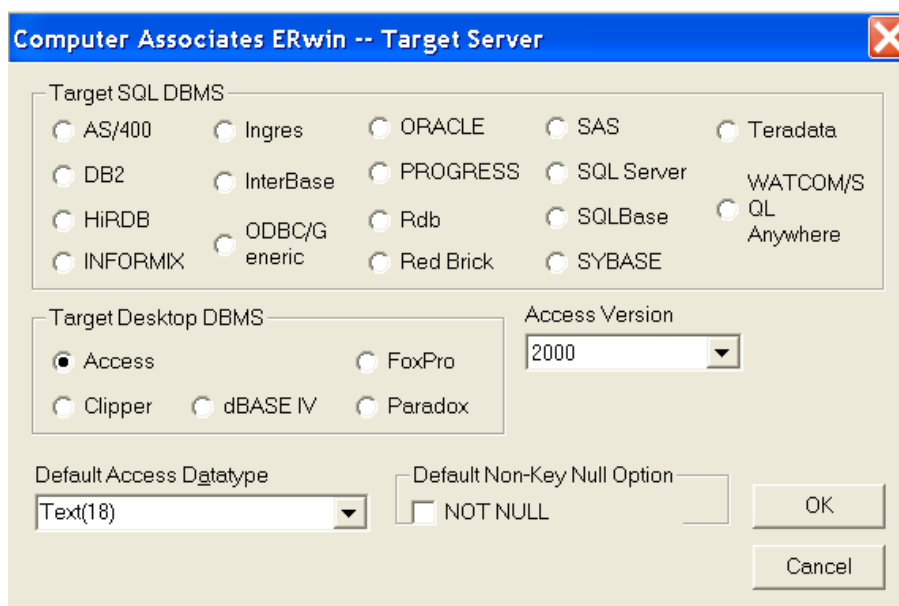 Computer Associates ERwin -- Target Server
Target SQL DBMS
AS/400
Ingres
ORACLE
SAS
Teradata
DB2
InterBase
PROGRESS
SQL Server
WATCOM/S
QL
Anywhere
HiRDB
ODBC/G
eneric
Rdb
SQLBase
INFORMIX
Red Brick
SYBASE
Target Desktop DBMS
Access
FoxPro
Clipper
dBASE IV
Paradox
Access Version
2000
Default Access Datatype
Text(18)
Default Non-Key Null Option
NOT NULL
OK
Cancel